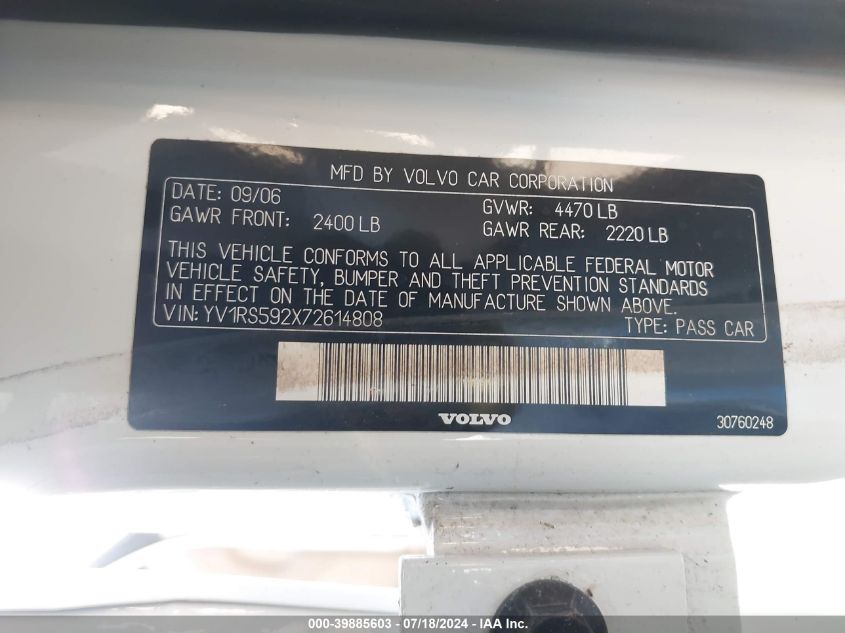 MFD BY VOLVO CAR CORPORATION
DATE: 09/06 GVWR: 4470 LB
GAWR FRONT: 2400 LB GAWR REAR: 2220 LB
THIS VEHICLE CONFORMS TO ALL APPLICABLE FEDERAL MOTOR
VEHICLE SAFETY, BUMPER AND THEFT PREVENTION STANDARDS
IN EFFECT ON THE DATE OF MANUFACTURE SHOWN ABOVE.
VIN: YV1RS592X72614808 TYPE: PASS CAR
VOLVO 30760248
000-39885603 / 07/18/2024 - IAA Inc.